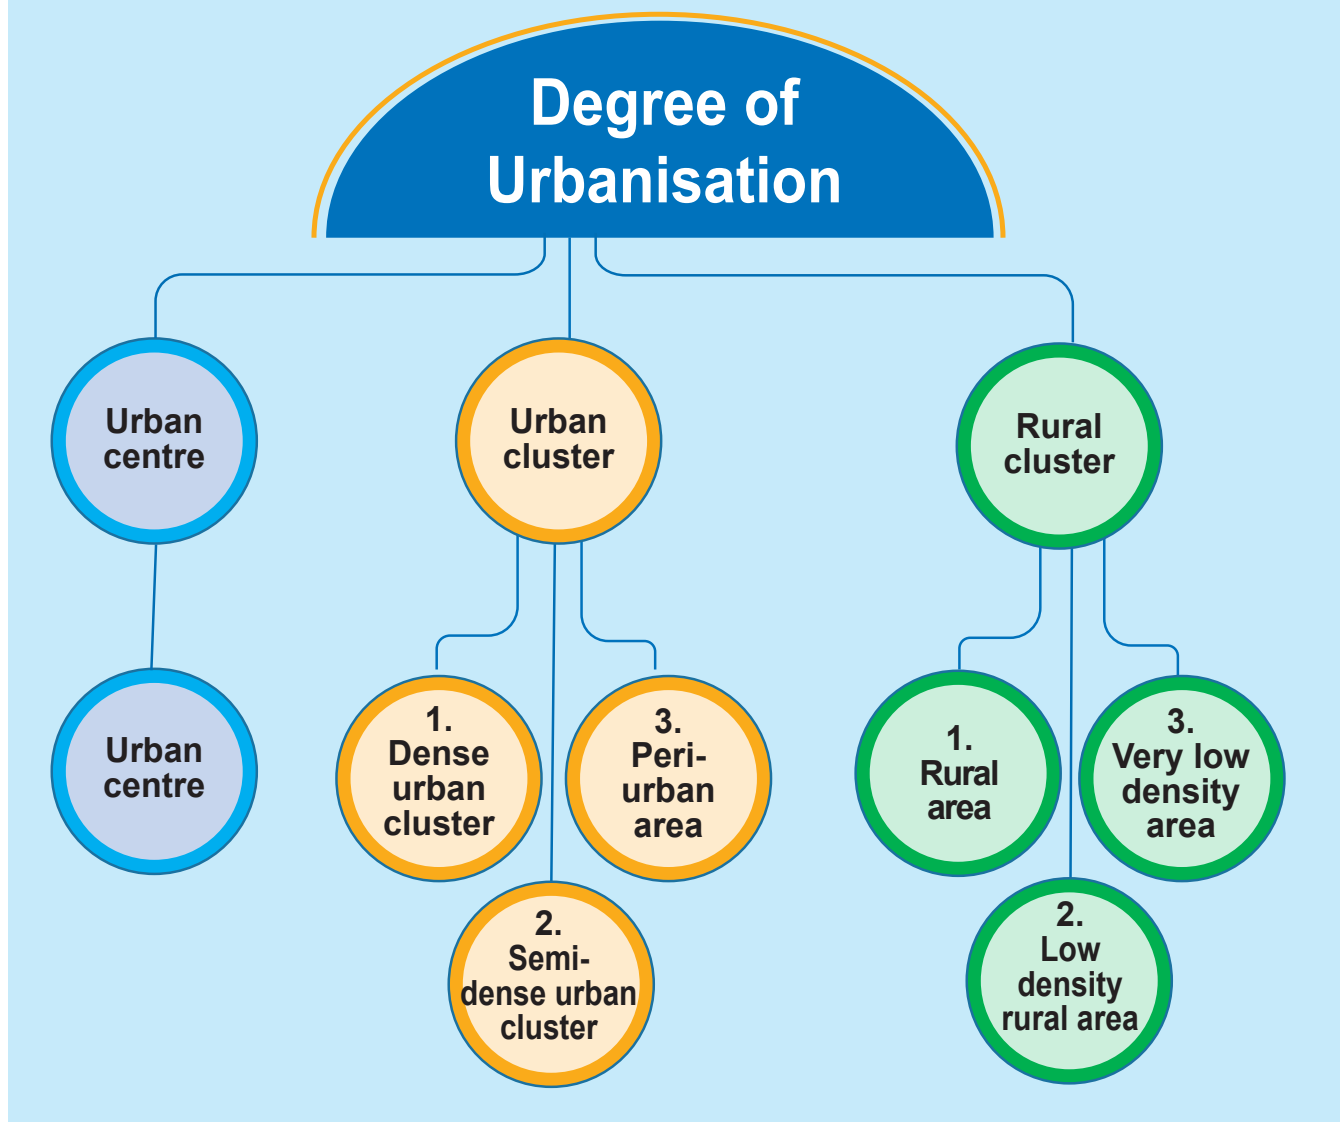 Degree of
Urbanisation
Urban
centre
Urban
cluster
Rural
cluster
Urban
centre
1.
Dense
urban
cluster
2.
Semi-
dense urban
cluster
3.
Peri-
urban
area
1.
Rural
area
2.
Low
density
rural area
3.
Very low
density
area